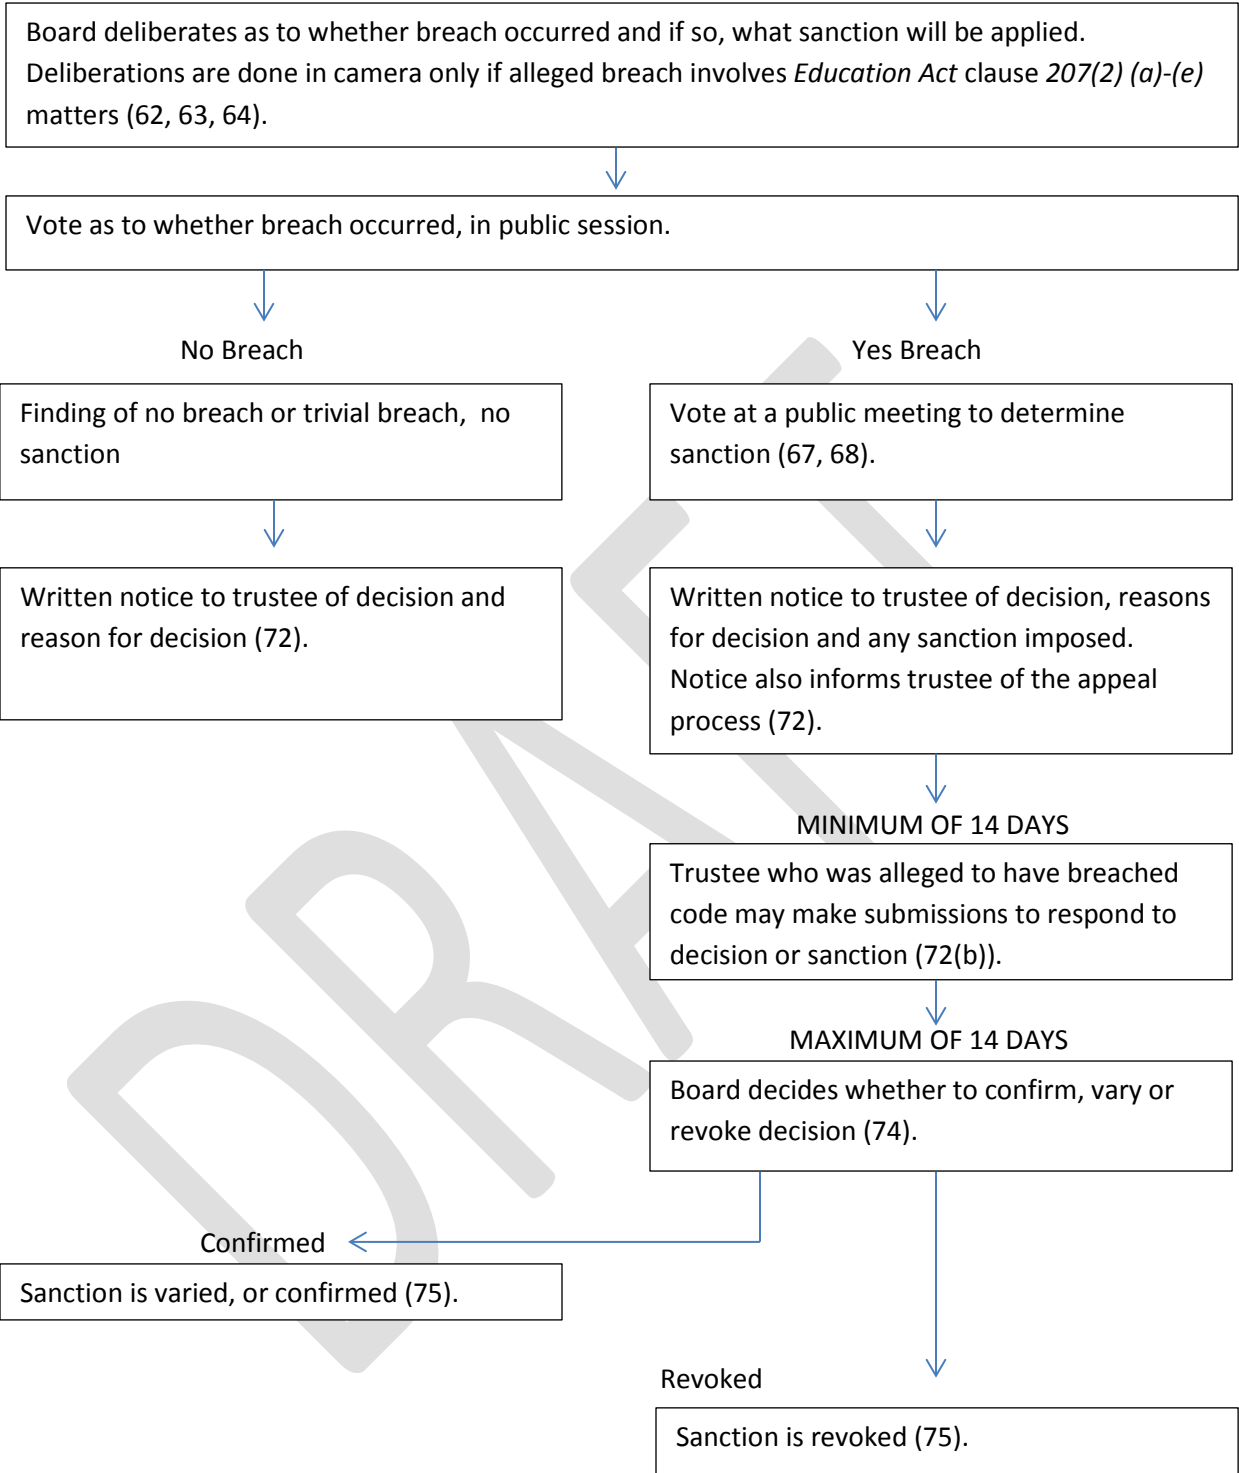 Board deliberates as to whether breach occurred and if so, what sanction will be applied.
Deliberations are done in camera only if alleged breach involves Education Act clause 207(2) (a)-(e)
matters (62, 63, 64).
Vote as to whether breach occurred, in public session.
No Breach
Yes Breach
Finding of no breach or trivial breach,  no
sanction
Vote at a public meeting to determine
sanction (67, 68).
Written notice to trustee of decision and
reason for decision (72).
Written notice to trustee of decision, reasons
for decision and any sanction imposed.
Notice also informs trustee of the appeal
process (72).
MINIMUM OF 14 DAYS
Trustee who was alleged to have breached
code may make submissions to respond to
decision or sanction (72(b)).
MAXIMUM OF 14 DAYS
Board decides whether to confirm, vary or
revoke decision (74).
Confirmed
Sanction is varied, or confirmed (75).
Revoked
Sanction is revoked (75).
DRAFT